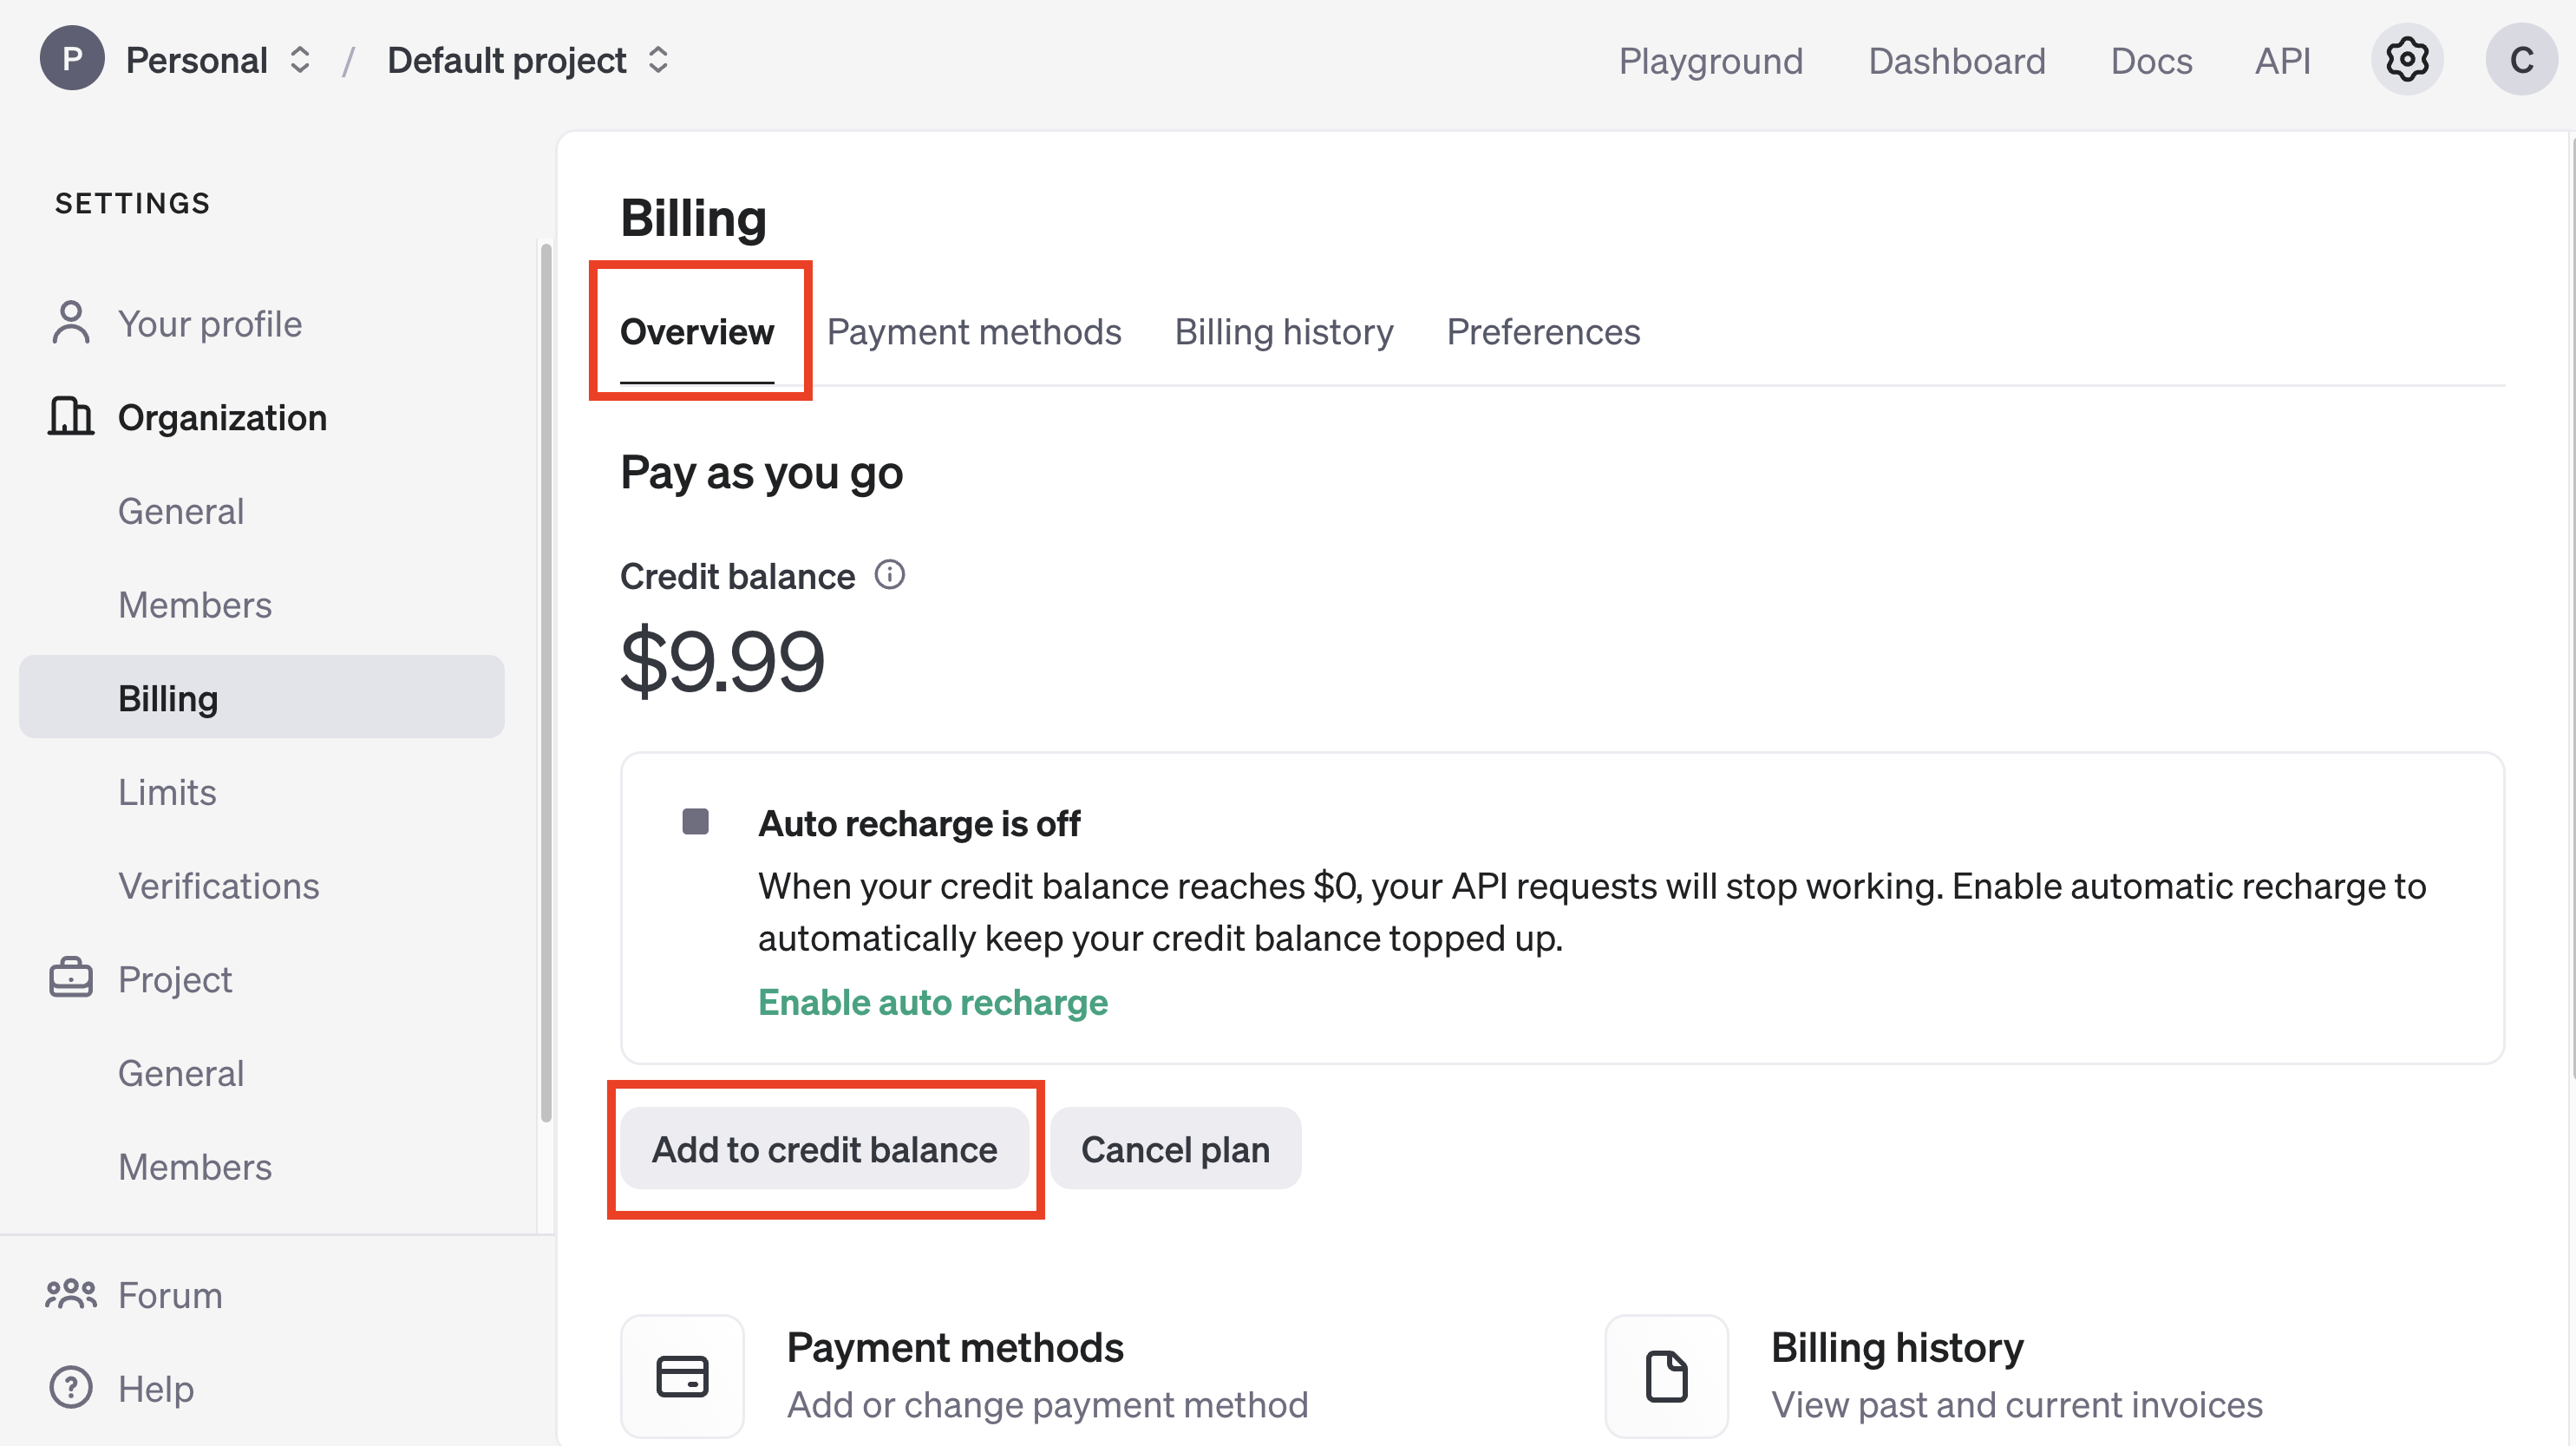 P Personal / Default project
Playground Dashboard Docs API C
SETTINGS
Your profile
Organization
General
Members
Billing
Limits
Verifications
Project
General
Members
Forum
Help
Billing
Overview Payment methods Billing history Preferences
Pay as you go
Credit balance
$9.99
Auto recharge is off
When your credit balance reaches $0, your API requests will stop working. Enable automatic recharge to
automatically keep your credit balance topped up.
Enable auto recharge
Add to credit balance Cancel plan
Payment methods
Add or change payment method
Billing history
View past and current invoices